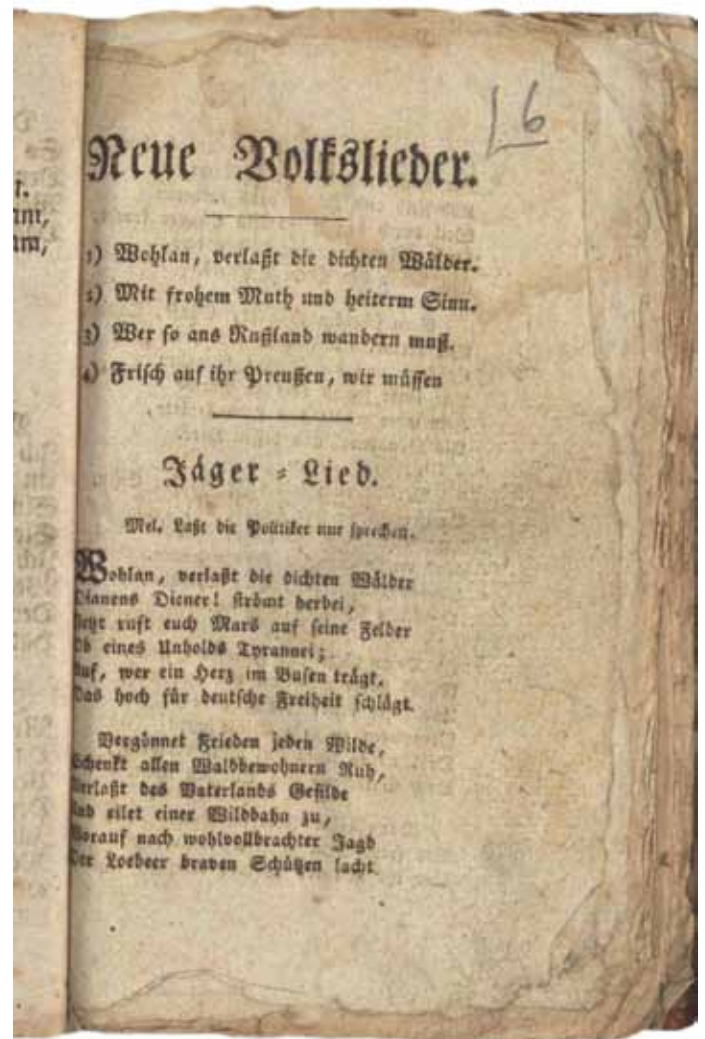 6
Neue Volkslieder.
1) Wohlan, verlaßt die dichten Wälder.
2) Mit frohem Muth und heiterm Sinn.
3) Wer so ans Rußland wandern muß.
4) Frisch auf ihr Preußen, wir müssen
Jäger = Lied.
Mel. Laßt die Politiker nur sprechen.
Wohlan, verlaßt die dichten Wälder
Dianens Diener! strömt herbei,
Jetzt ruft euch Mars auf seine Felder
Ob eines Unholds Tyrannei;
Auf, wer ein Herz im Busen trägt,
Das hoch für deutsche Freiheit schlägt.
Vergönnet Frieden jeden Wilde,
Schenkt allen Waldbewohnern Ruh,
Verlaßt des Vaterlands Gefilde
Und eilet einer Wildbahn zu,
Worauf nach wohlvollbrachter Jagd
Der Lorbeer braven Schützen lacht.